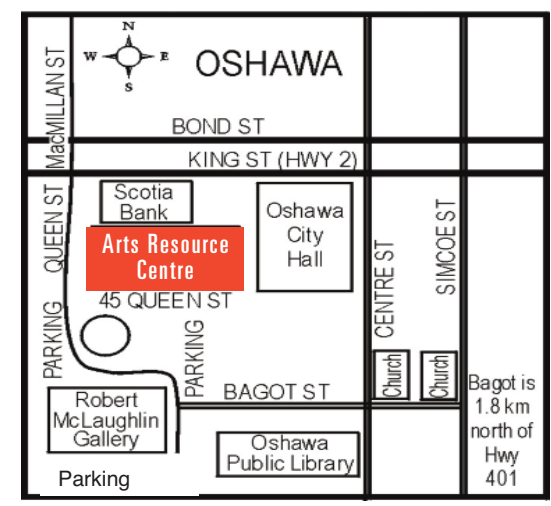 N
W E
S
OSHAWA
MacMILLAN ST
BOND ST
KING ST (HWY 2)
QUEEN ST
Scotia
Bank
Arts Resource
Centre
45 QUEEN ST
Oshawa
City
Hall
CENTRE ST
SIMCOE ST
PARKING
PARKING
Church
Church
BAGOT ST
Bagot is
1.8 km
north of
Hwy
401
Robert
McLaughlin
Gallery
Oshawa
Public Library
Parking